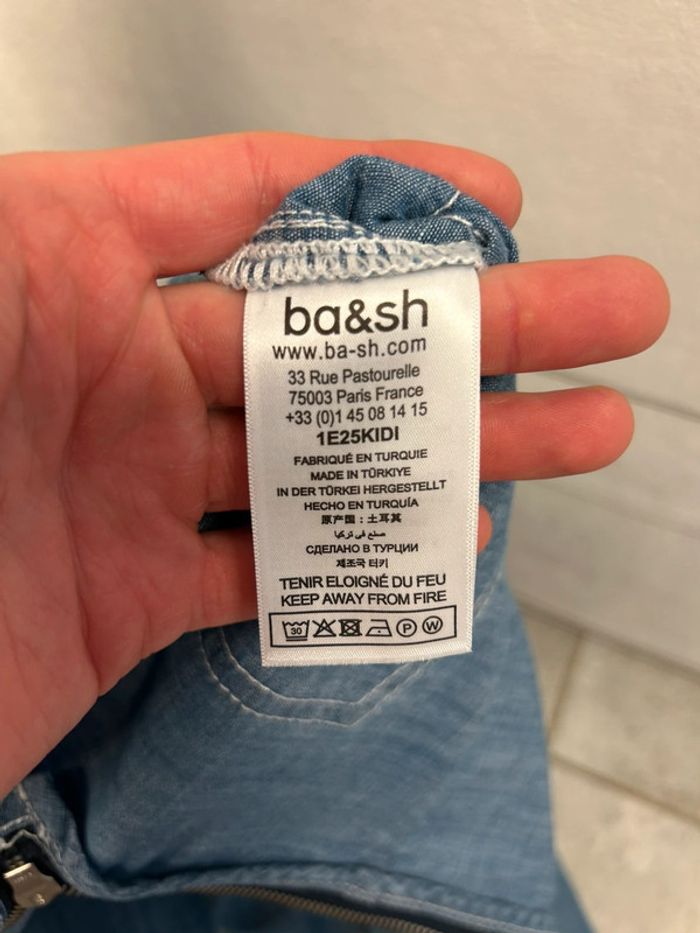 ba&sh
www.ba-sh.com
33 Rue Pastourelle
75003 Paris France
+33 (0)1 45 08 14 15
1E25KIDI
FABRIQUÉ EN TURQUIE
MADE IN TÜRKIYE
IN DER TÜRKEI HERGESTELLT
HECHO EN TURQUÍA
原产国：土耳其
صنع في تركيا
СДЕЛАНО В ТУРЦИИ
제조국 터키
TENIR ELOIGNÉ DU FEU
KEEP AWAY FROM FIRE
30 P W